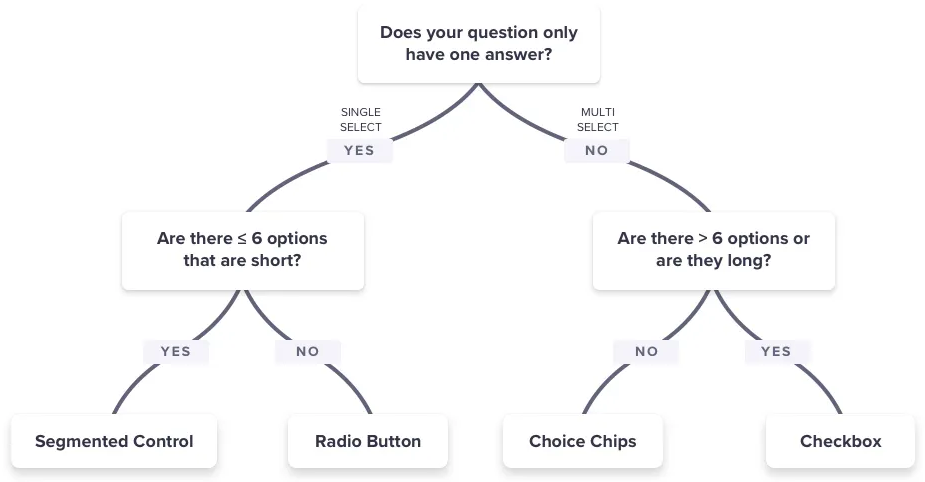 Does your question only
have one answer?
SINGLE
SELECT
YES
MULTI
SELECT
NO
Are there ≤ 6 options
that are short?
Are there > 6 options or
are they long?
YES
NO
NO
YES
Segmented Control
Radio Button
Choice Chips
Checkbox